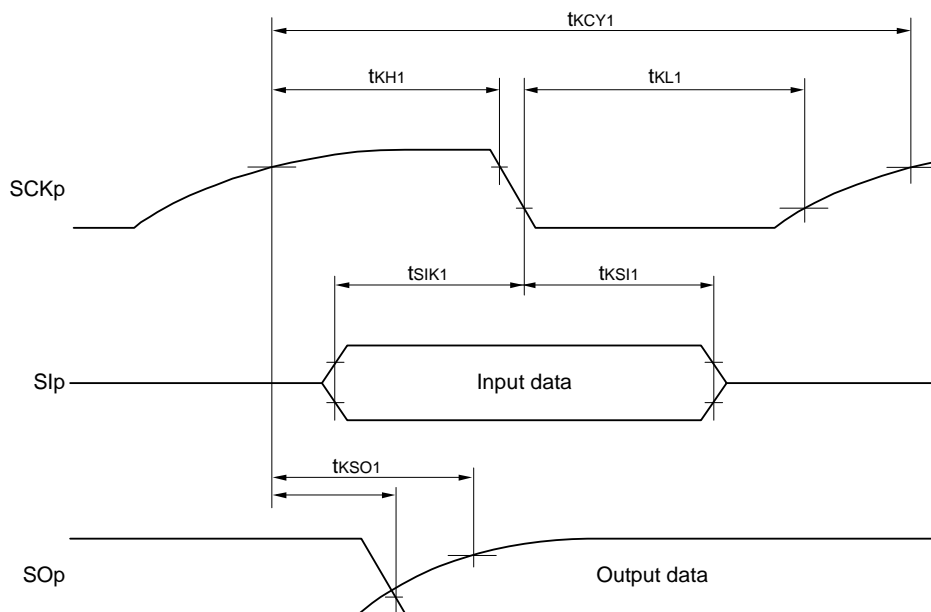 tKCY1
tKH1
tKL1
SCKp
tSIK1
tKSI1
SIp
Input data
tKSO1
SOp
Output data